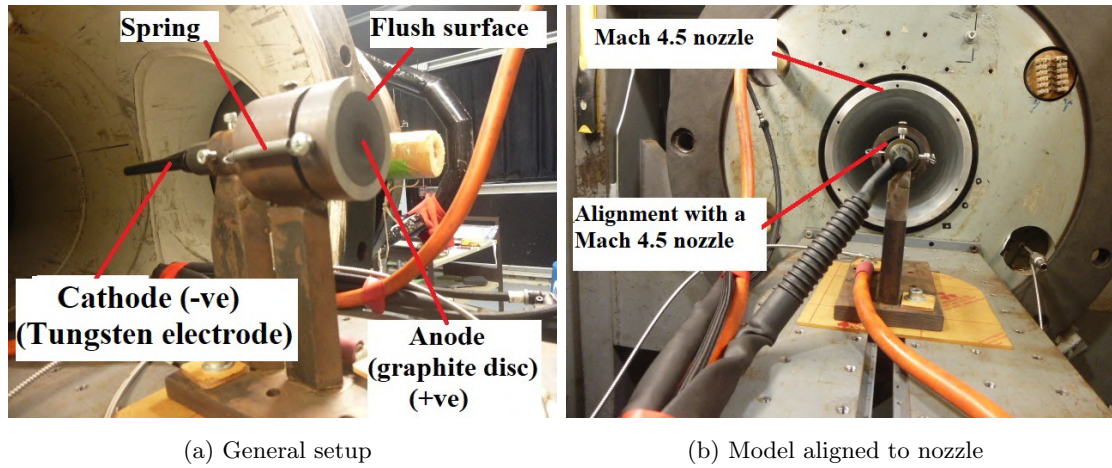 Spring
Flush surface
Cathode (-ve)
(Tungsten electrode)
Anode
(graphite disc)
(+ve)
Mach 4.5 nozzle
Alignment with a
Mach 4.5 nozzle
(a) General setup
(b) Model aligned to nozzle